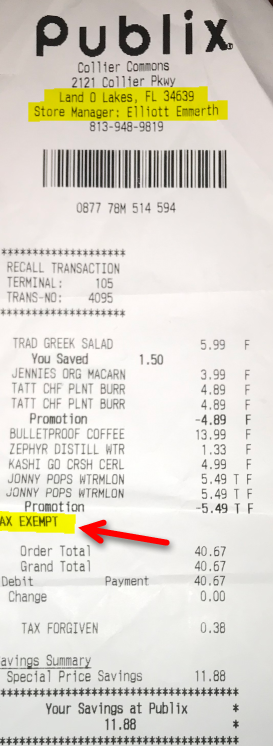 Publix
Collier Commons
2121 Collier Pkwy
Land O Lakes, FL 34639
Store Manager: Elliott Emmerth
813-948-9819
0877 78M 514 594
********************
RECALL TRANSACTION
TERMINAL: 105
TRANS-NO: 4095
********************
TRAD GREEK SALAD 5.99 F
You Saved 1.50
JENNIES ORG MACARN 3.99 F
TATT CHF PLNT BURR 4.89 F
TATT CHF PLNT BURR 4.89 F
Promotion -4.89 F
BULLETPROOF COFFEE 13.99 F
ZEPHYR DISTILL WTR 1.33 F
KASHI GO CRSH CERL 4.99 F
JONNY POPS WTRMLON 5.49 T F
JONNY POPS WTRMLON 5.49 T F
Promotion -5.49 T F
AX EXEMPT
Order Total 40.67
Grand Total 40.67
Debit Payment 40.67
Change 0.00
TAX FORGIVEN 0.38
avings Summary
Special Price Savings 11.88
**************************************
Your Savings at Publix *
11.88 *
**************************************